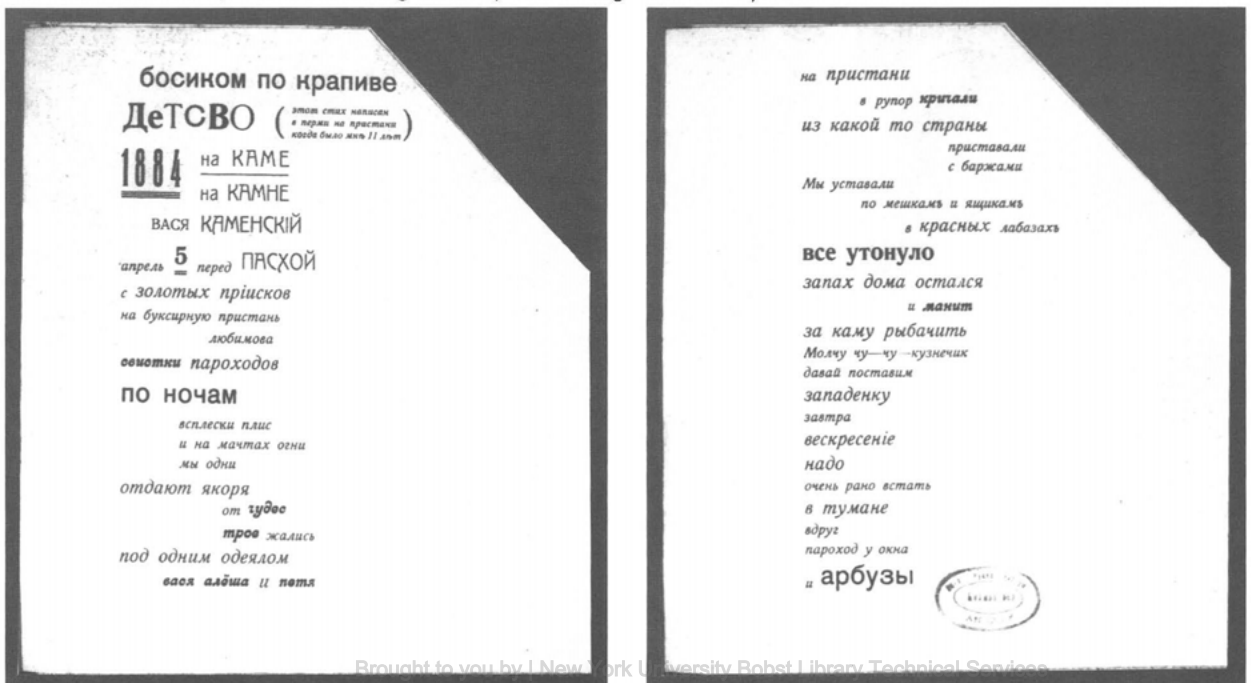 босиком по крапиве
ДеТСВО
(этот стих написан
в перми на пристани
когда было мнѣ 11 лѣт)
1884 на КАМЕ
на КАМНЕ
ВАСЯ КАМЕНСКІЙ
апрель 5 перед ПАСХОЙ
с золотых пріисков
на буксирную пристань
любимова
свистки пароходов
по ночам
всплески плис
и на мачтах огни
мы одни
отдают якоря
от чудес
тров жались
под одним одеялом
вася алёша и петя
на пристани
в рупор кричали
из какой то страны
приставали
с баржами
Мы уставали
по мешкамъ и ящикамъ
в красных лабазахъ
все утонуло
запах дома остался
и манит
за каму рыбачить
Молчу чу—чу—кузнечик
давай поставим
западенку
завтра
вескресеніе
надо
очень рано встать
в тумане
вдруг
пароход у окна
и арбузы
Brought to you by | New York University Bobst Library Technical Services